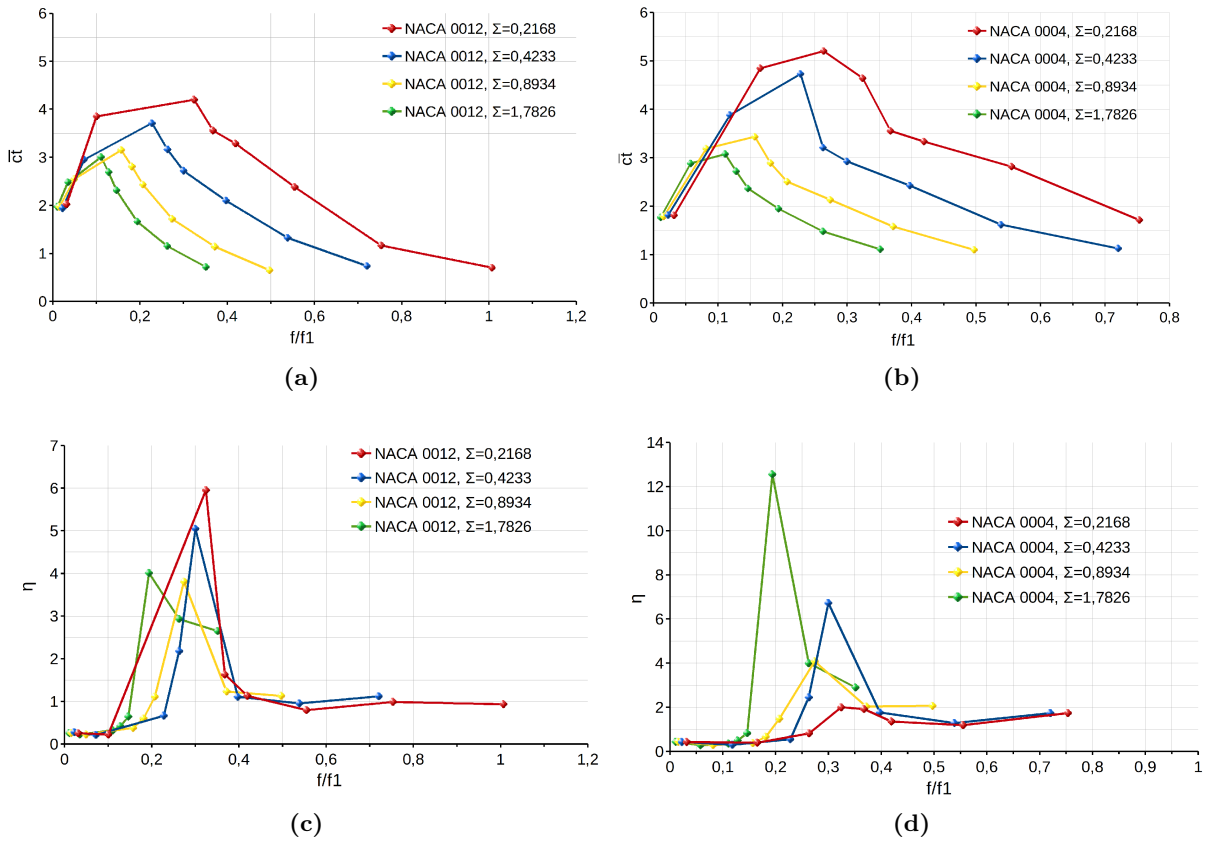 6
5
4
3
2
1
0
c̅t̅
0
0,2
0,4
0,6
0,8
1
1,2
f/f1
NACA 0012, Σ=0,2168
NACA 0012, Σ=0,4233
NACA 0012, Σ=0,8934
NACA 0012, Σ=1,7826
(a)
6
5
4
3
2
1
0
c̅t̅
0
0,1
0,2
0,3
0,4
0,5
0,6
0,7
0,8
f/f1
NACA 0004, Σ=0,2168
NACA 0004, Σ=0,4233
NACA 0004, Σ=0,8934
NACA 0004, Σ=1,7826
(b)
7
6
5
4
3
2
1
0
η
0
0,2
0,4
0,6
0,8
1
1,2
f/f1
NACA 0012, Σ=0,2168
NACA 0012, Σ=0,4233
NACA 0012, Σ=0,8934
NACA 0012, Σ=1,7826
(c)
14
12
10
8
6
4
2
0
η
0
0,1
0,2
0,3
0,4
0,5
0,6
0,7
0,8
0,9
1
f/f1
NACA 0004, Σ=0,2168
NACA 0004, Σ=0,4233
NACA 0004, Σ=0,8934
NACA 0004, Σ=1,7826
(d)